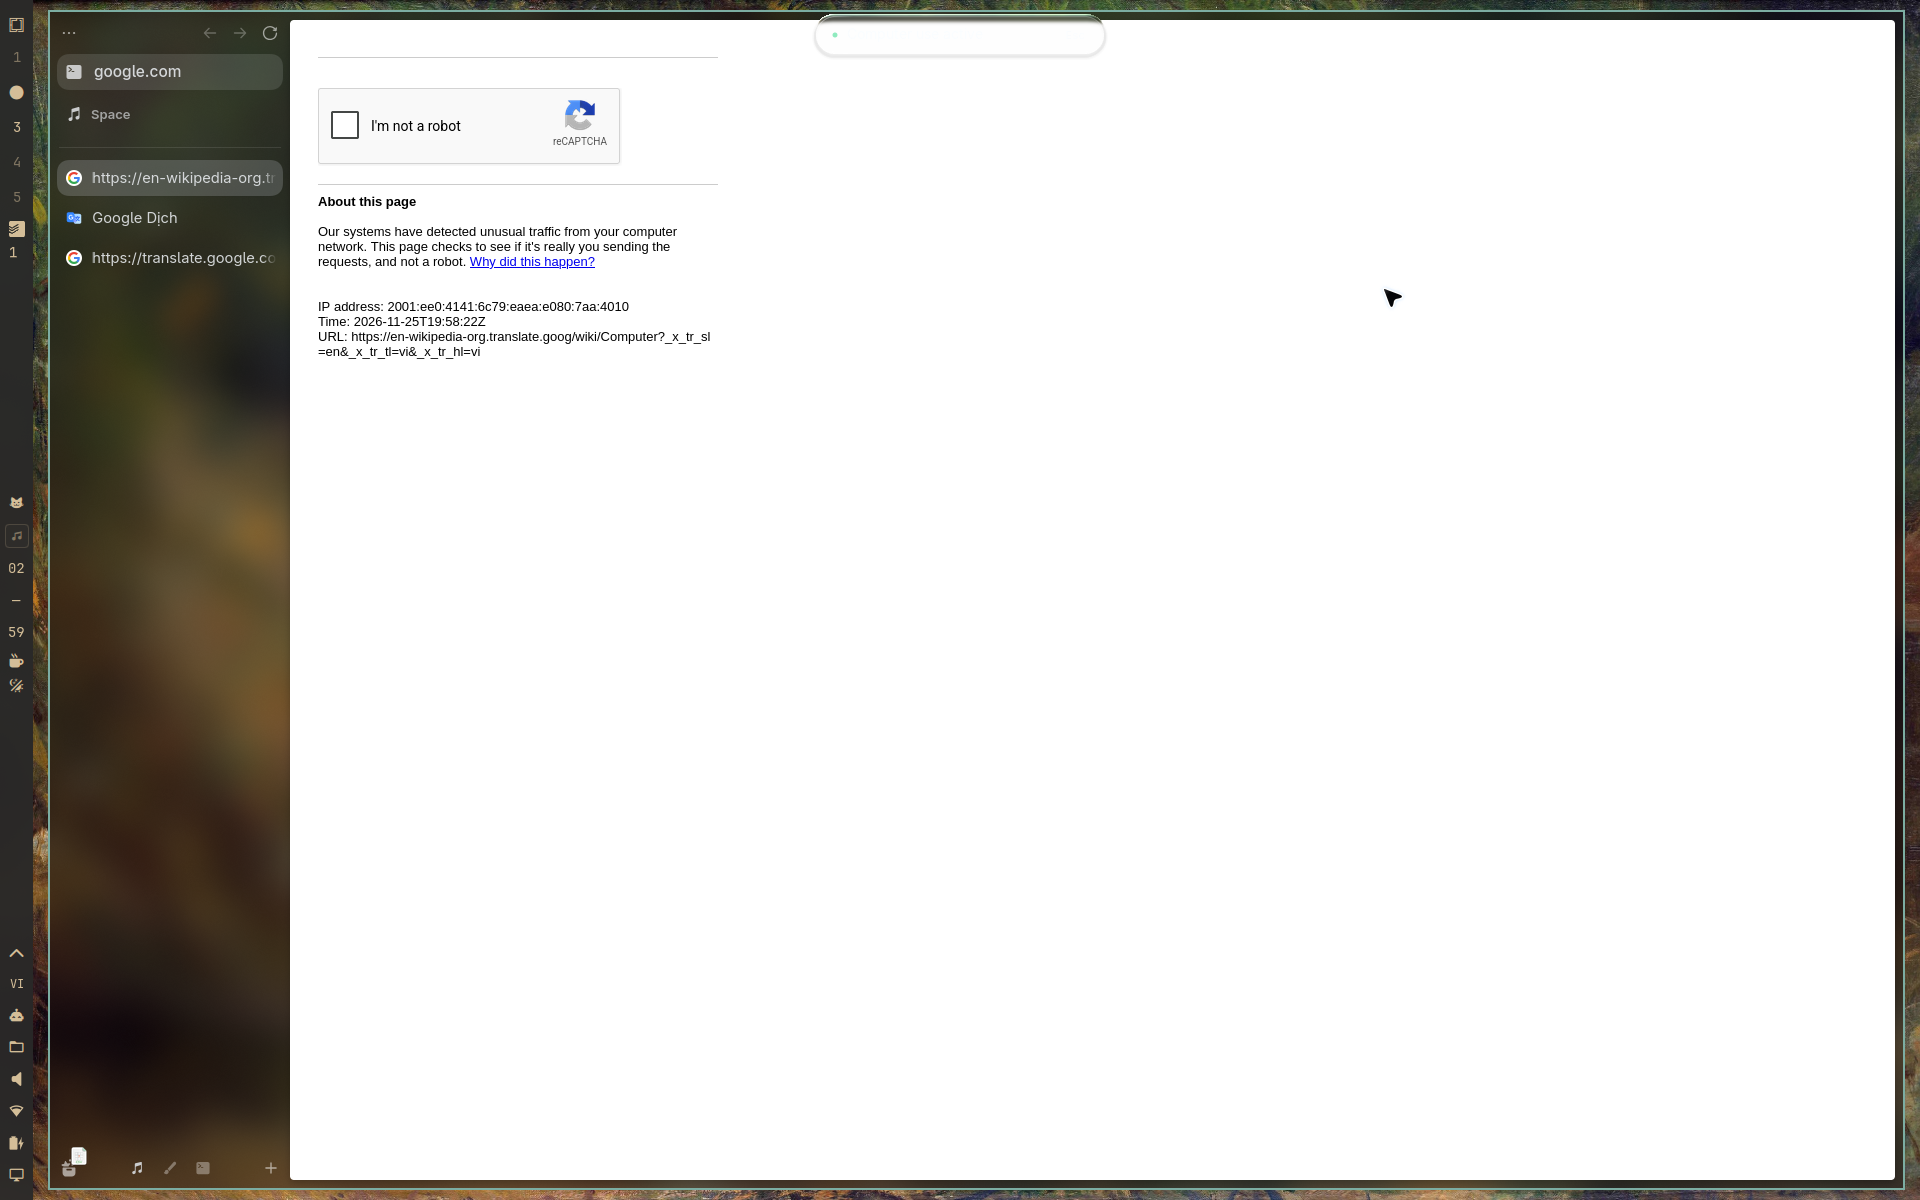 1
3
4
5
1
02
–
59
VI
...
google.com
Space
https://en-wikipedia-org.tr
Google Dịch
https://translate.google.co
I'm not a robot
reCAPTCHA
About this page
Our systems have detected unusual traffic from your computer
network. This page checks to see if it's really you sending the
requests, and not a robot. Why did this happen?
IP address: 2001:ee0:4141:6c79:eaea:e080:7aa:4010
Time: 2026-11-25T19:58:22Z
URL: https://en-wikipedia-org.translate.goog/wiki/Computer?_x_tr_sl
=en&_x_tr_tl=vi&_x_tr_hl=vi